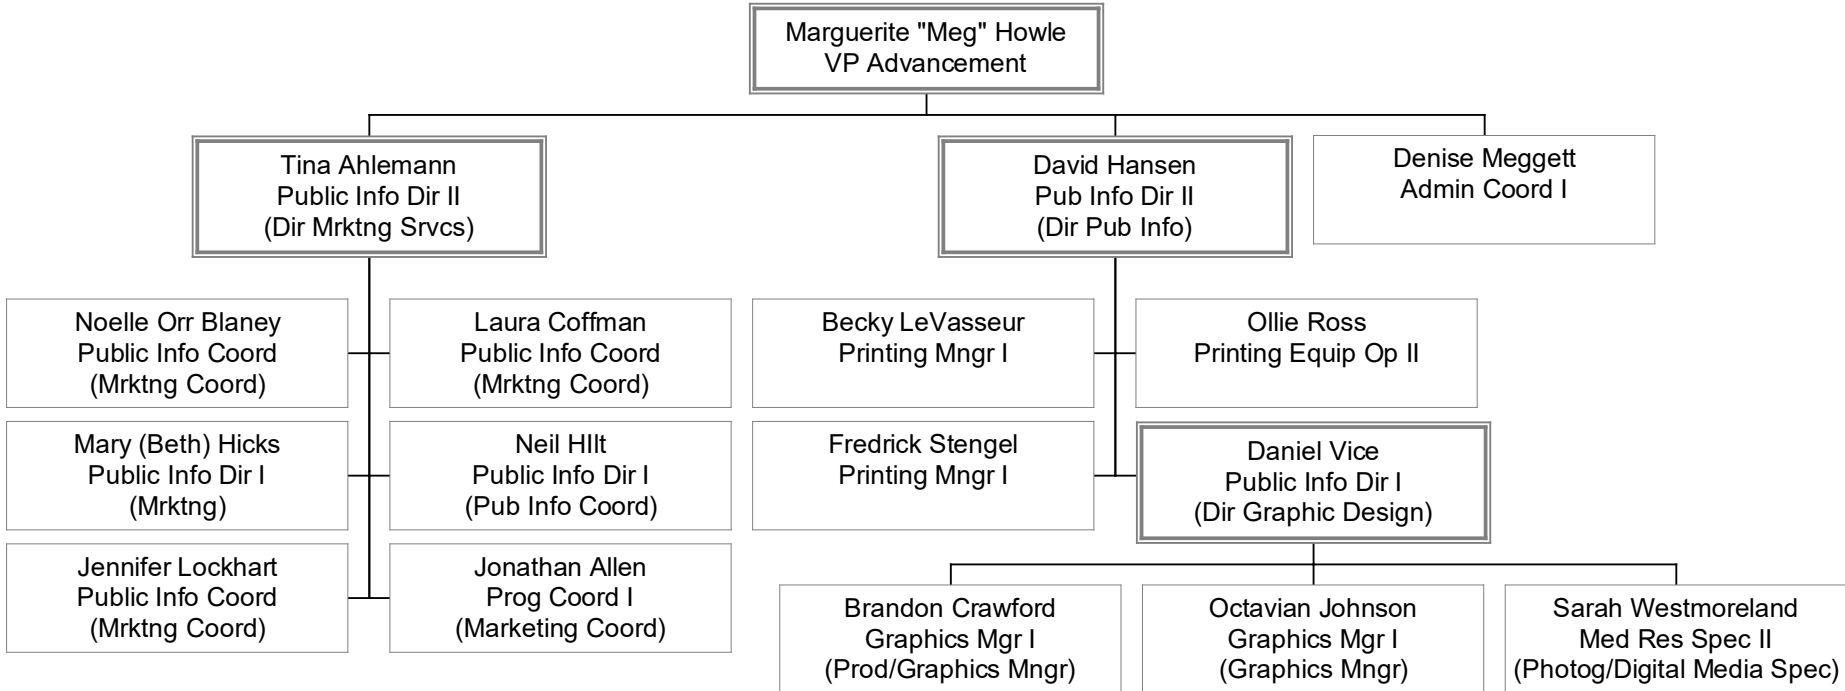 Marguerite "Meg" Howle
VP Advancement
Tina Ahlemann
Public Info Dir II
(Dir Mrktng Srvcs)
David Hansen
Pub Info Dir II
(Dir Pub Info)
Denise Meggett
Admin Coord I
Noelle Orr Blaney
Public Info Coord
(Mrktng Coord)
Laura Coffman
Public Info Coord
(Mrktng Coord)
Becky LeVasseur
Printing Mngr I
Ollie Ross
Printing Equip Op II
Mary (Beth) Hicks
Public Info Dir I
(Mrktng)
Neil HIlt
Public Info Dir I
(Pub Info Coord)
Fredrick Stengel
Printing Mngr I
Daniel Vice
Public Info Dir I
(Dir Graphic Design)
Jennifer Lockhart
Public Info Coord
(Mrktng Coord)
Jonathan Allen
Prog Coord I
(Marketing Coord)
Brandon Crawford
Graphics Mgr I
(Prod/Graphics Mngr)
Octavian Johnson
Graphics Mgr I
(Graphics Mngr)
Sarah Westmoreland
Med Res Spec II
(Photog/Digital Media Spec)